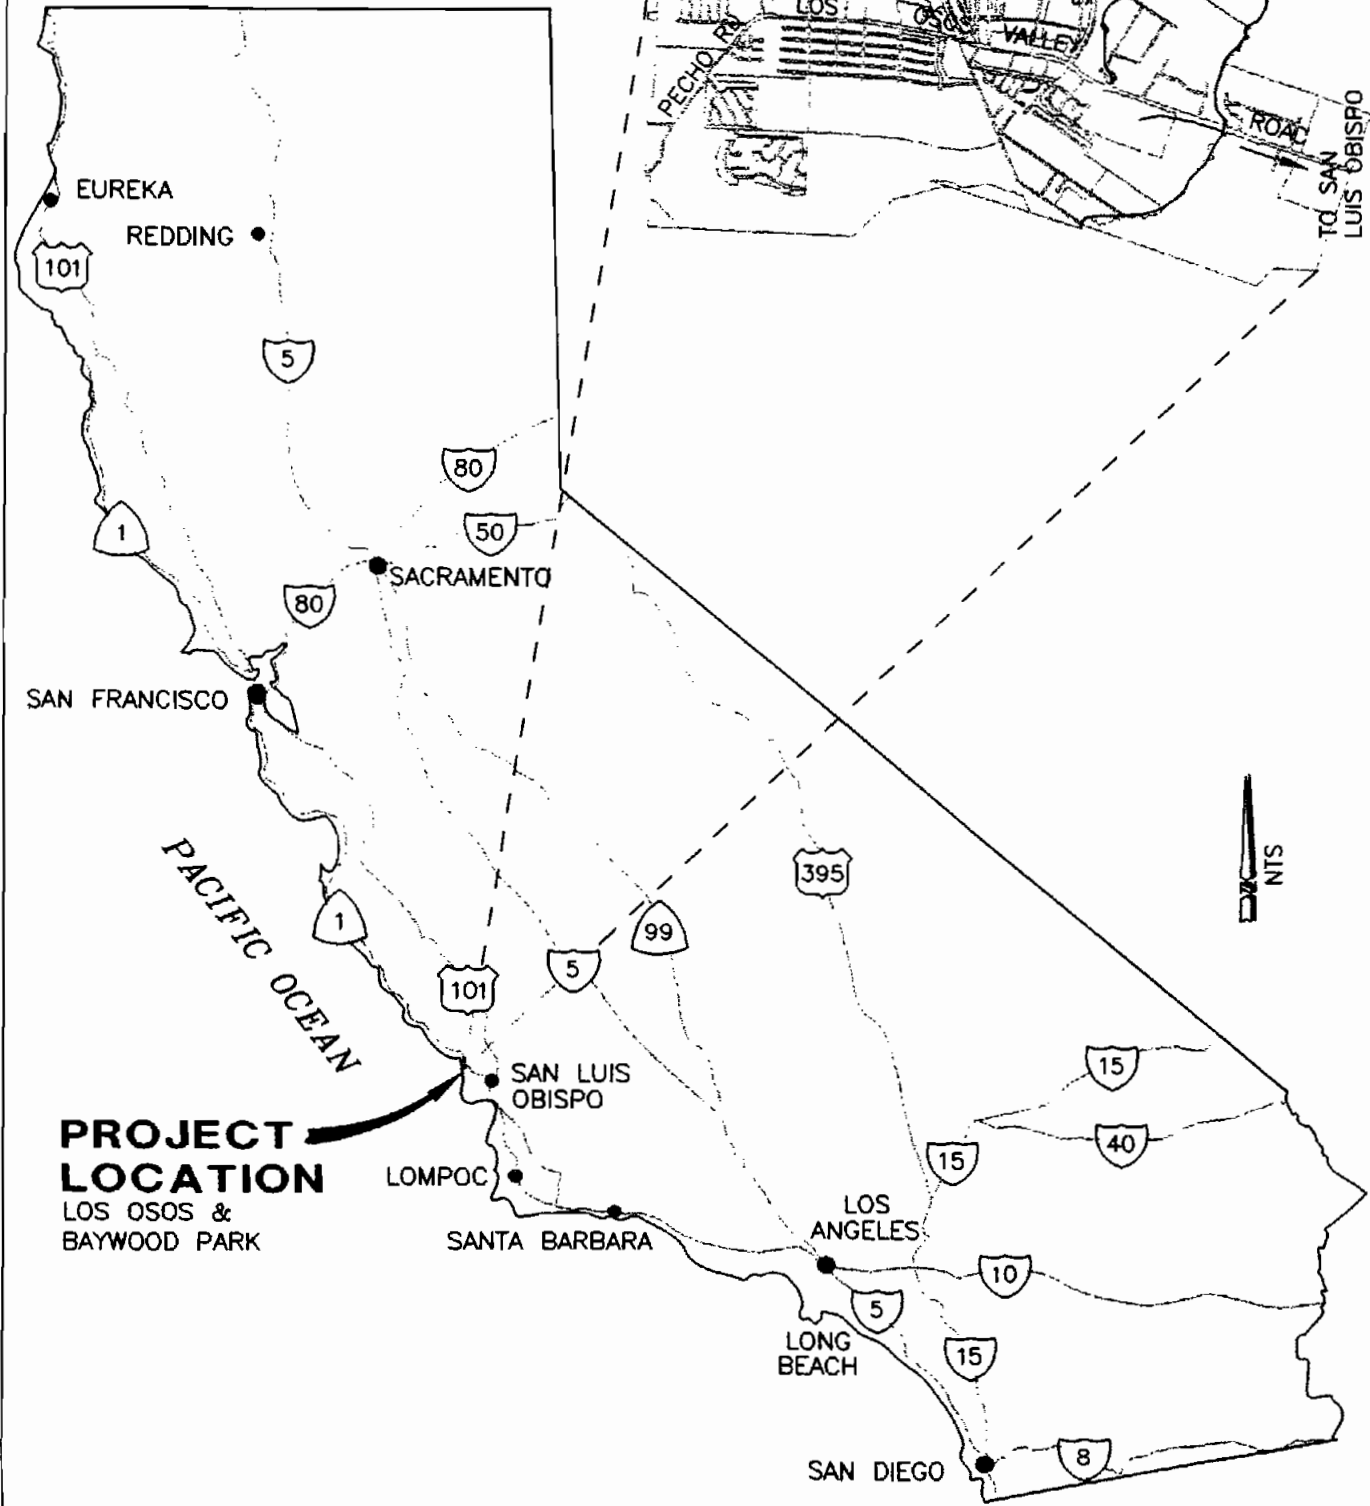 LOS
OSOS
VALLEY
ROAD
PECHO RD
TO SAN
LUIS OBISPO
EUREKA
REDDING
101
5
80
50
1
SACRAMENTO
80
SAN FRANCISCO
PACIFIC OCEAN
395
NTS
1
99
5
101
SAN LUIS
OBISPO
15
40
15
PROJECT
LOCATION
LOS OSOS &
BAYWOOD PARK
LOMPOC
SANTA BARBARA
LOS
ANGELES
10
5
LONG
BEACH
15
SAN DIEGO
8